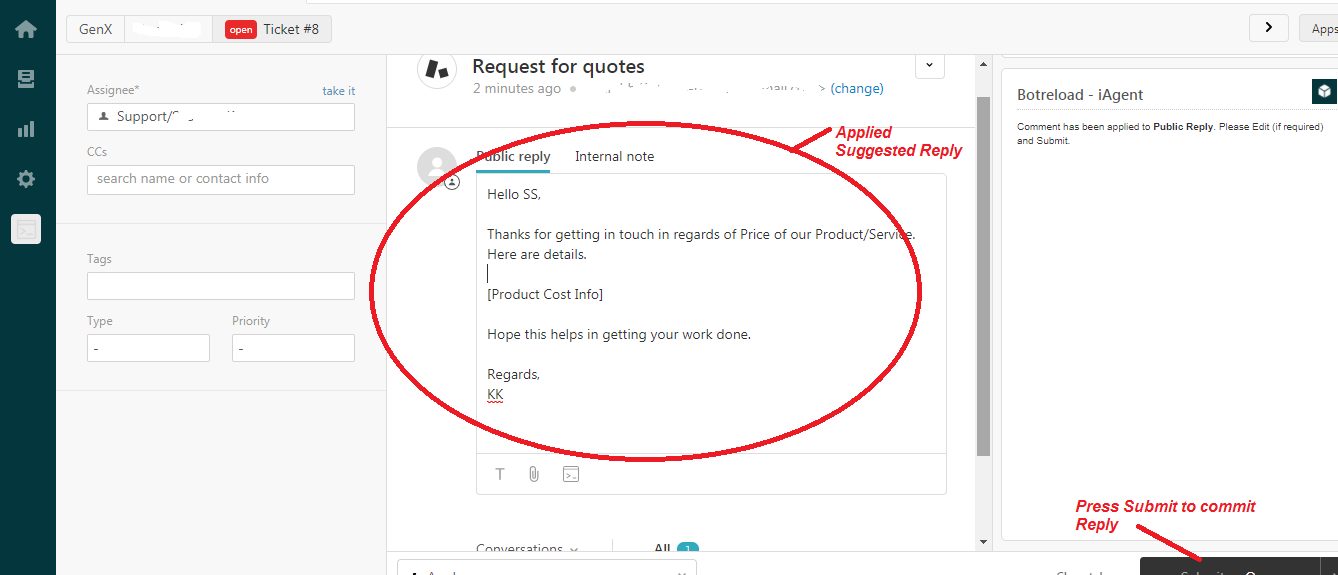 GenX
open Ticket #8
Apps
Assignee* take it
Support/
CCs
search name or contact info
Tags
Type Priority
- -
Request for quotes
2 minutes ago (change)
Public reply Internal note
Hello SS,
Thanks for getting in touch in regards of Price of our Product/Service.
Here are details.
[Product Cost Info]
Hope this helps in getting your work done.
Regards,
KK
T
Conversations All 1
Applied
Suggested Reply
Botreload - iAgent
Comment has been applied to Public Reply. Please Edit (if required)
and Submit.
Press Submit to commit
Reply